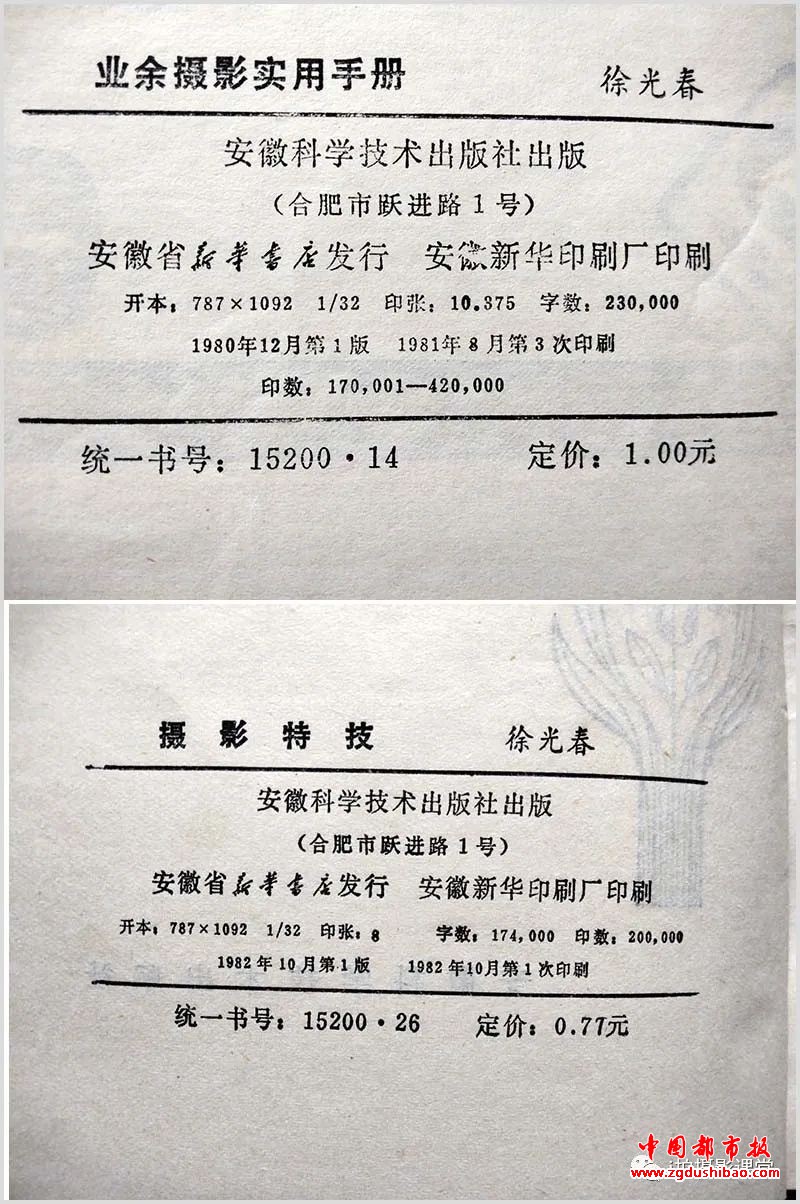 业余摄影实用手册 徐光春
安徽科学技术出版社出版
(合肥市跃进路1号)
安徽省新华书店发行 安徽新华印刷厂印刷
开本：787×1092 1/32 印张：10.375 字数：230,000
1980年12月第1版 1981年8月第3次印刷
印数：170,001—420,000
统一书号：15200·14 定价：1.00元
摄影特技 徐光春
安徽科学技术出版社出版
(合肥市跃进路1号)
安徽省新华书店发行 安徽新华印刷厂印刷
开本：787×1092 1/32 印张：8 字数：174,000 印数：200,000
1982年10月第1版 1982年10月第1次印刷
统一书号：15200·26 定价：0.77元
中国都市报
www.zgdushibao.com